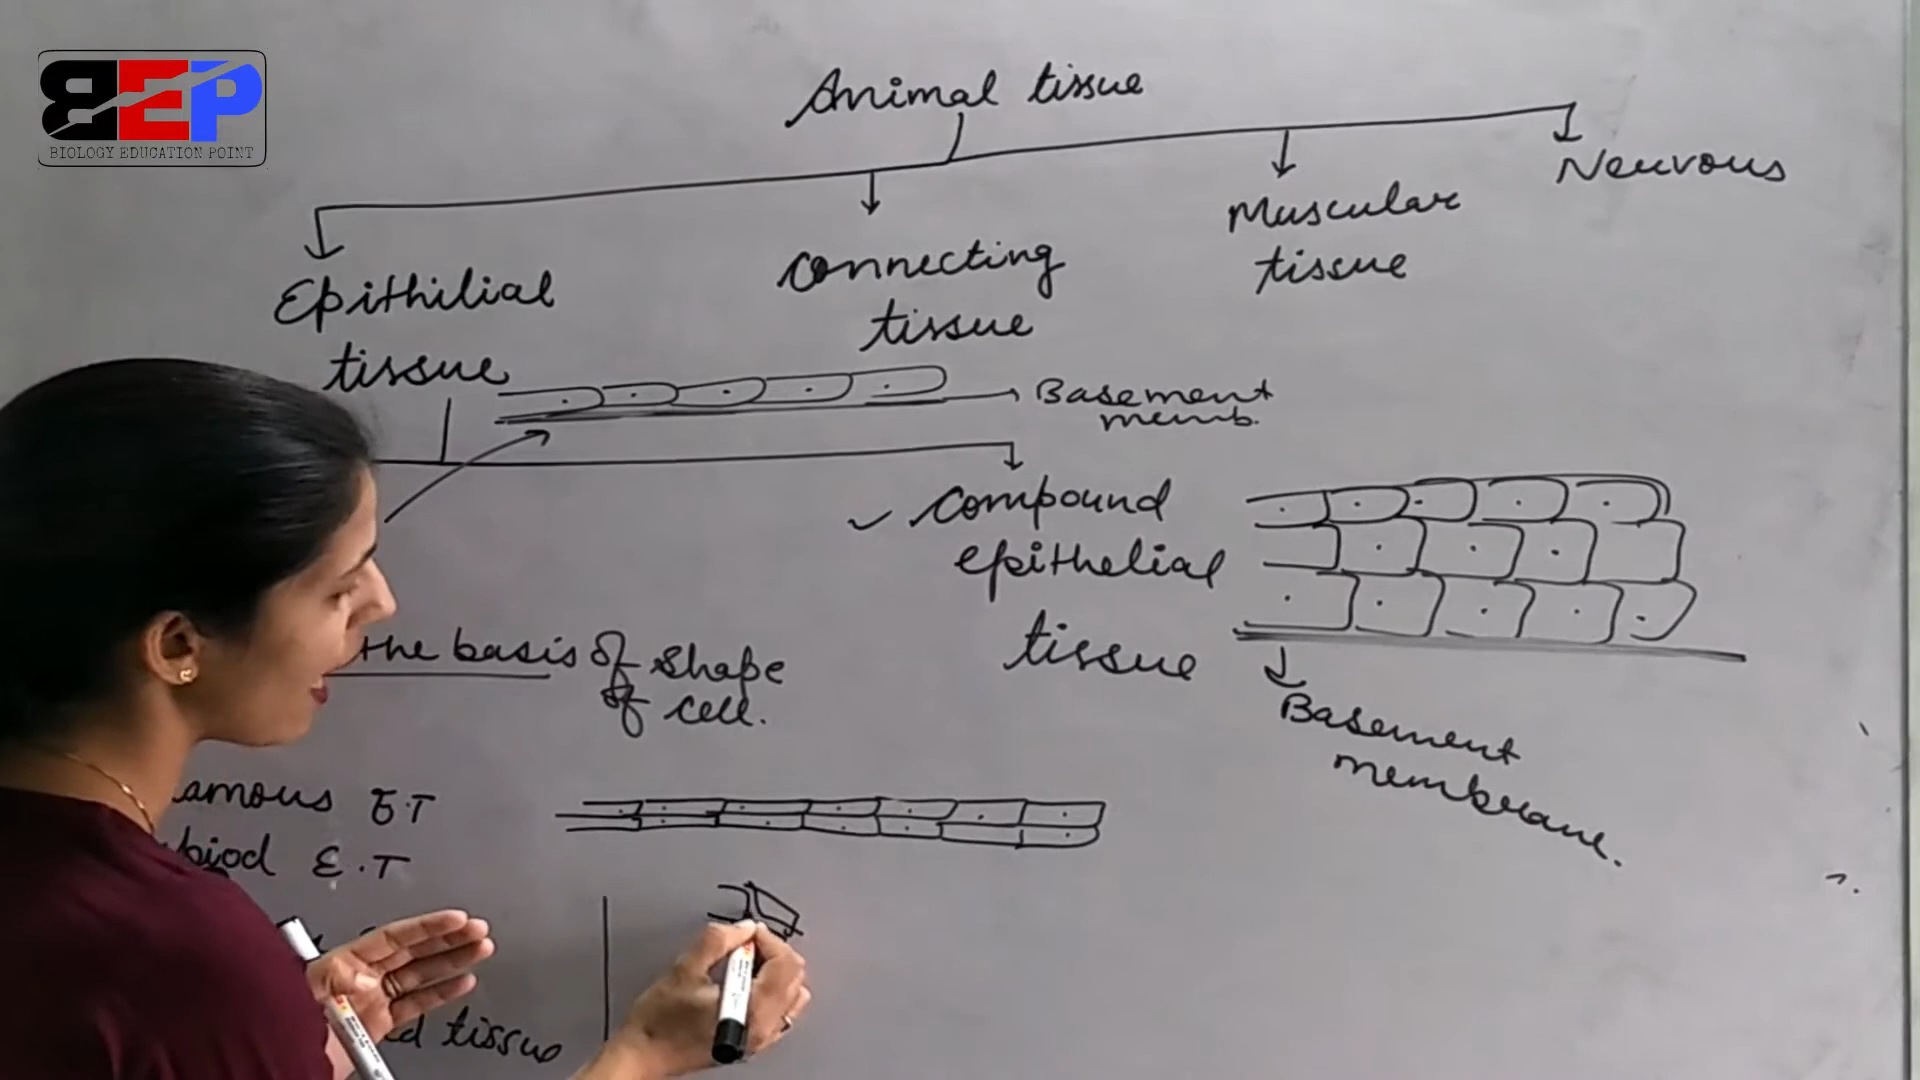 BEP
BIOLOGY EDUCATION POINT
Animal tissue
Epithilial
tissue
Connecting
tissue
Muscular
tissue
Nervous
Basement
memb.
Compound
epithelial
tissue
Basement
membrane.
the basis of shape
of cell.
amous E.T
biod E.T
tissue